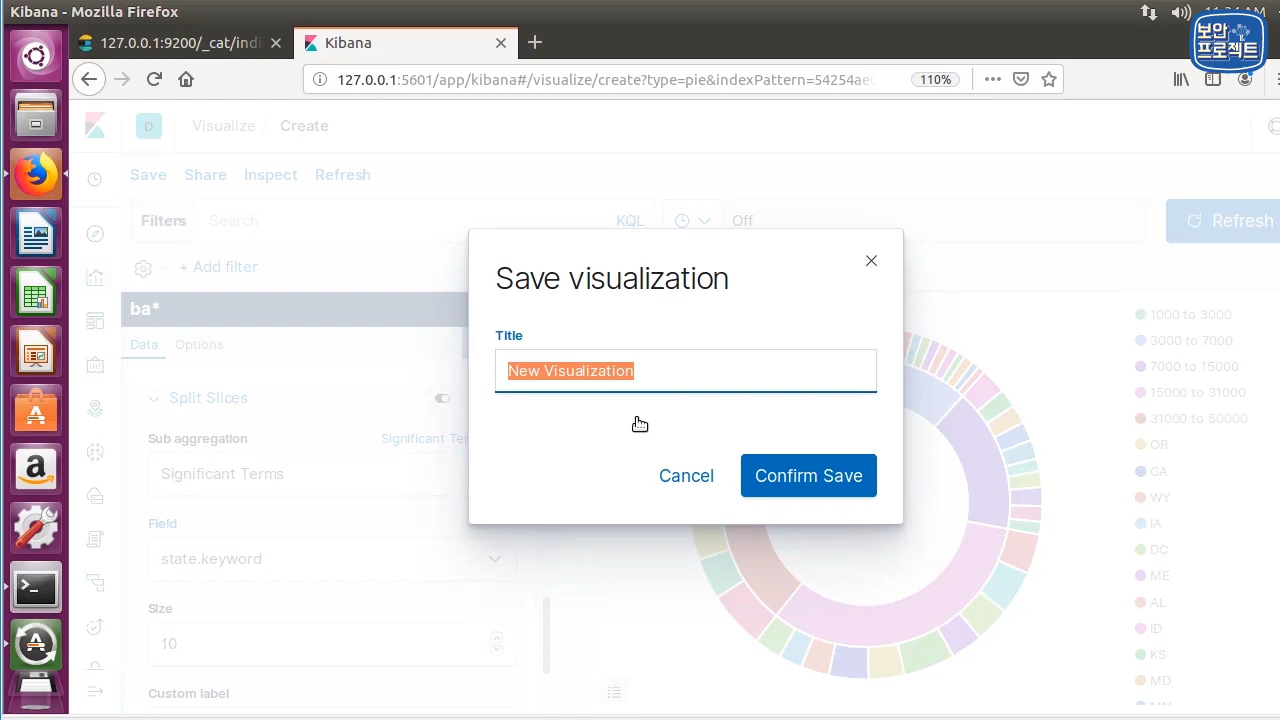 Kibana - Mozilla Firefox
보안
프로젝트
127.0.0.1:9200/_cat/indi
Kibana
127.0.0.1:5601/app/kibana#/visualize/create?type=pie&indexPattern=54254ae
110%
D
Visualize
Create
Save
Share
Inspect
Refresh
Filters
Search
KQL
Off
Refresh
+ Add filter
ba*
Data
Options
Split Slices
Sub aggregation
Significant Ter
Significant Terms
Field
state.keyword
Size
10
Custom label
Save visualization
Title
New Visualization
Cancel
Confirm Save
1000 to 3000
3000 to 7000
7000 to 15000
15000 to 31000
31000 to 50000
OR
CA
WY
IA
DC
ME
AL
ID
KS
MD